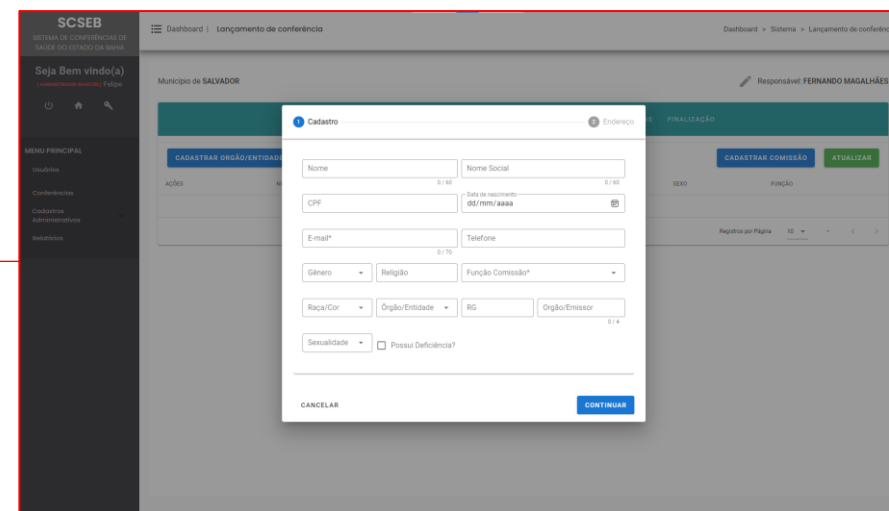 SCSEB
SISTEMA DE CONFERÊNCIAS DE
SAÚDE DO ESTADO DA BAHIA
Dashboard | Lançamento de conferência
Dashboard > Sistema > Lançamento de conferênc
Seja Bem vindo(a)
Felipe
Município de SALVADOR
Responsável: FERNANDO MAGALHÃES
FINALIZAÇÃO
MENU PRINCIPAL
Usuários
Conferências
Cadastros
Administrativos
Relatórios
CADASTRAR ORGÃO/ENTIDADE
CADASTRAR COMISSÃO
ATUALIZAR
AÇÕES
SEXO
FUNÇÃO
Registros por Página 10
1 Cadastro
2 Endereço
Nome
Nome Social
0 / 60
0 / 60
CPF
Data de nascimento
dd/mm/aaaa
E-mail*
Telefone
0 / 70
Gênero
Religião
Função Comissão*
Raça/Cor
Órgão/Entidade
RG
Orgão/Emissor
Sexualidade
Possui Deficiência?
CANCELAR
CONTINUAR